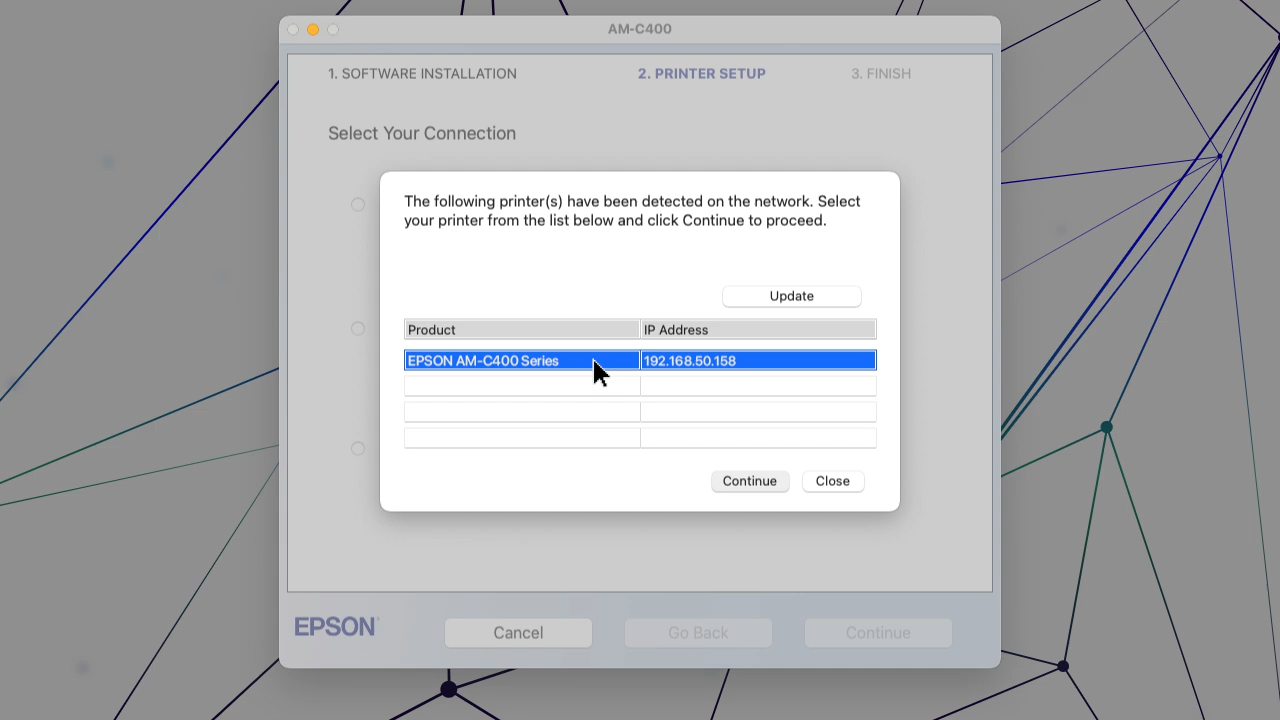 AM-C400
1. SOFTWARE INSTALLATION
2. PRINTER SETUP
3. FINISH
Select Your Connection
The following printer(s) have been detected on the network. Select
your printer from the list below and click Continue to proceed.
Update
Product
IP Address
EPSON AM-C400 Series
192.168.50.158
Continue
Close
EPSON
Cancel
Go Back
Continue